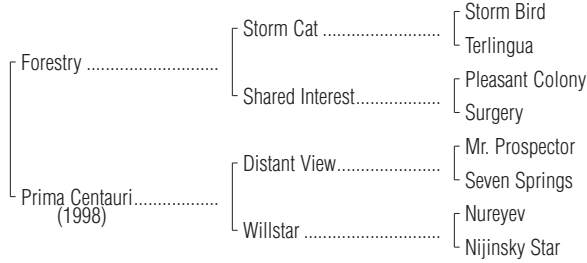 Storm Bird
Storm Cat ........................
Terlingua
Forestry ...........................
Pleasant Colony
Shared Interest.................
Surgery
Mr. Prospector
Distant View.....................
Seven Springs
Prima Centauri.................
(1998)
Nureyev
Willstar ...........................
Nijinsky Star